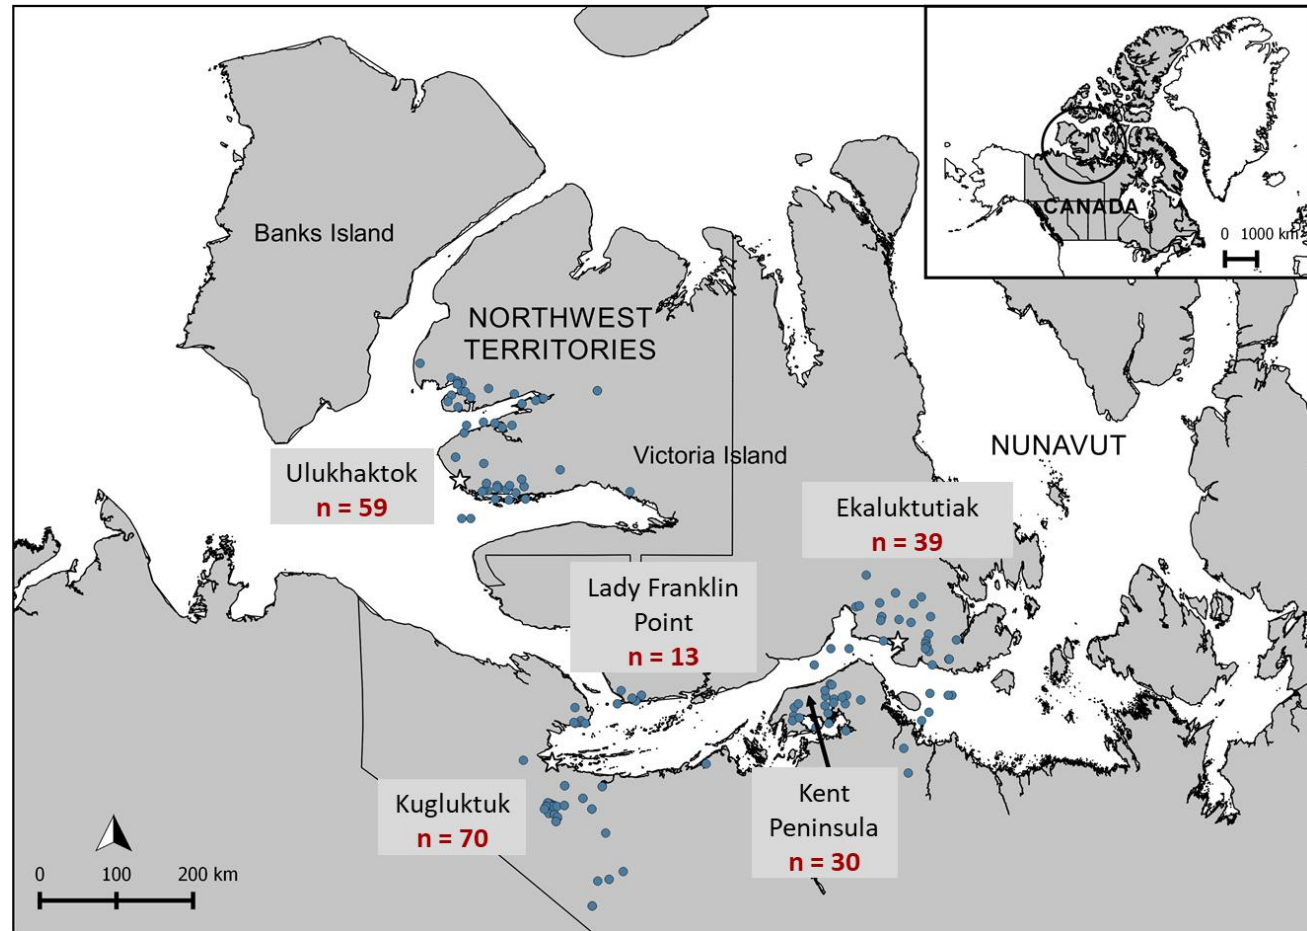 CANADA
0 1000 km
Banks Island
NORTHWEST
TERRITORIES
Victoria Island
NUNAVUT
Ulukhaktok
n = 59
Ekaluktutiak
n = 39
Lady Franklin
Point
n = 13
Kugluktuk
n = 70
Kent
Peninsula
n = 30
0 100 200 km